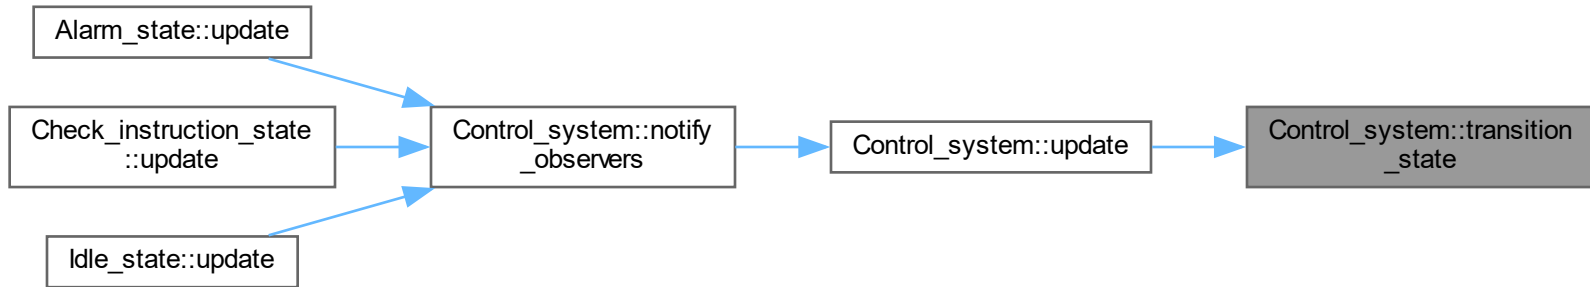 Alarm_state::update
Check_instruction_state
::update
Idle_state::update
Control_system::notify
_observers
Control_system::update
Control_system::transition
_state